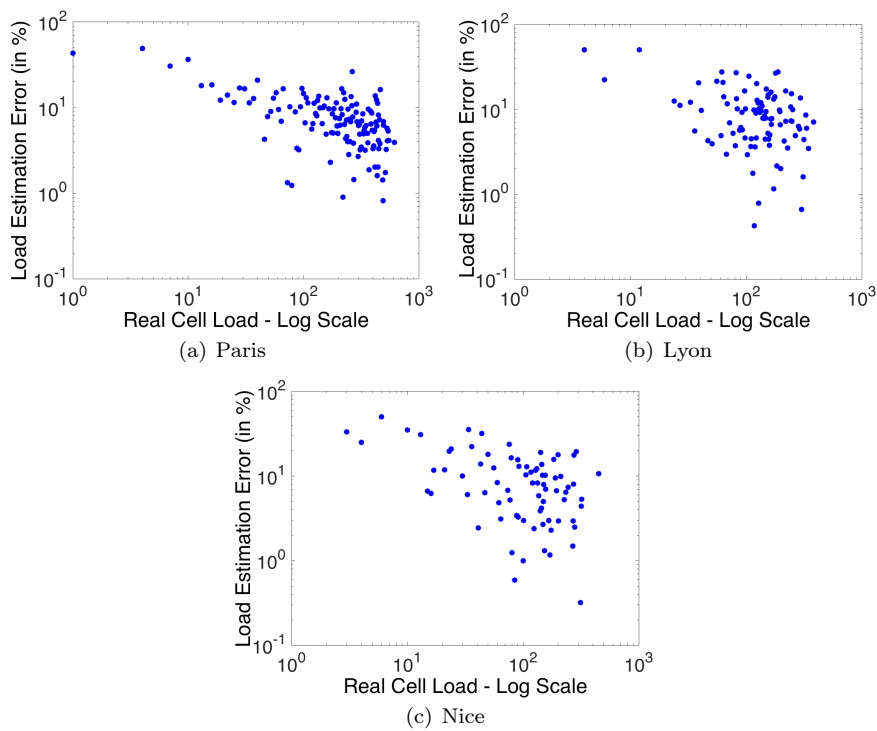 Load Estimation Error (in %)
10^2
10^1
10^0
10^-1
10^0 10^1 10^2 10^3
Real Cell Load - Log Scale
(a) Paris
Load Estimation Error (in %)
10^2
10^1
10^0
10^-1
10^0 10^1 10^2 10^3
Real Cell Load - Log Scale
(b) Lyon
Load Estimation Error (in %)
10^2
10^1
10^0
10^-1
10^0 10^1 10^2 10^3
Real Cell Load - Log Scale
(c) Nice